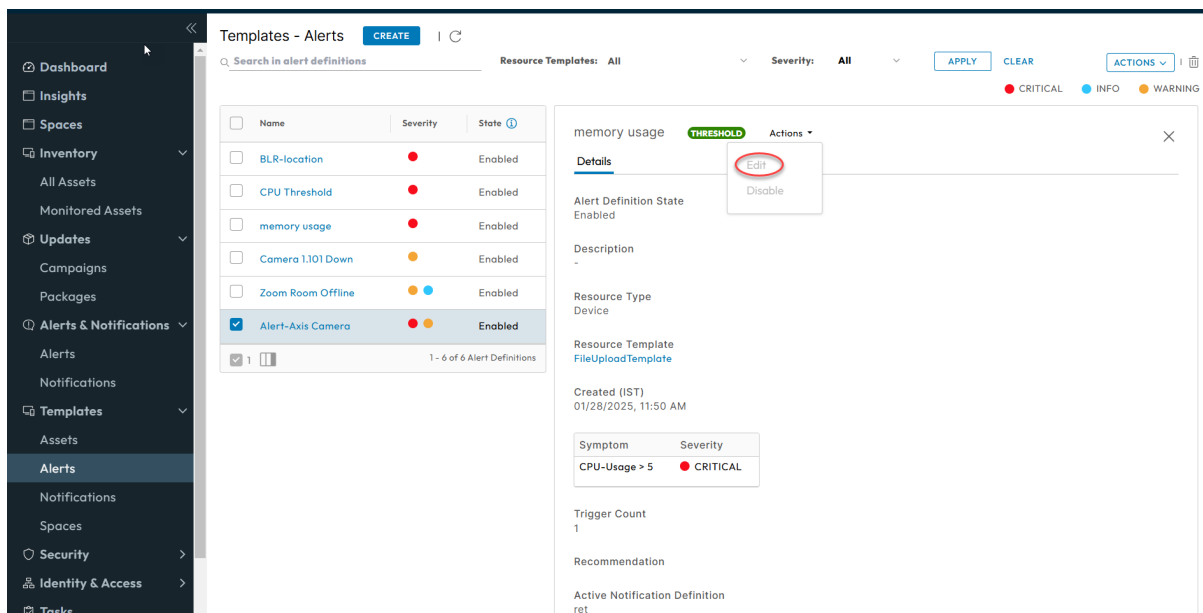 Templates - Alerts
CREATE
Search in alert definitions
Resource Templates: All
Severity: All
APPLY
CLEAR
ACTIONS
CRITICAL
INFO
WARNING
Dashboard
Insights
Spaces
Inventory
All Assets
Monitored Assets
Updates
Campaigns
Packages
Alerts & Notifications
Alerts
Notifications
Templates
Assets
Alerts
Notifications
Spaces
Security
Identity & Access
Tasks
Name Severity State
BLR-location Enabled
CPU Threshold Enabled
memory usage Enabled
Camera 1.101 Down Enabled
Zoom Room Offline Enabled
Alert-Axis Camera Enabled
1
1 - 6 of 6 Alert Definitions
memory usage THRESHOLD Actions
Edit
Disable
Details
Alert Definition State
Enabled
Description
-
Resource Type
Device
Resource Template
FileUploadTemplate
Created (IST)
01/28/2025, 11:50 AM
Symptom Severity
CPU-Usage > 5 CRITICAL
Trigger Count
1
Recommendation
Active Notification Definition
ret